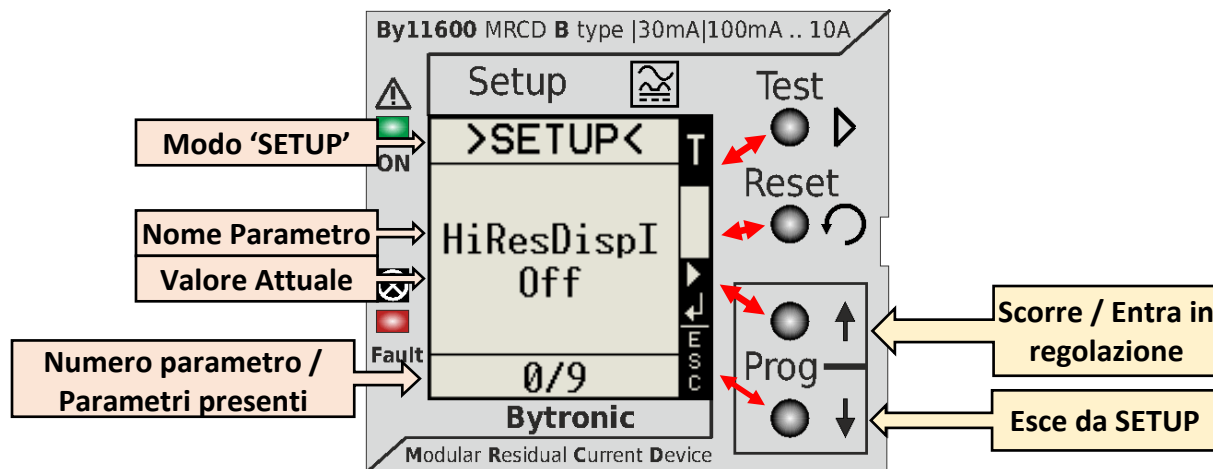 By11600 MRCD B type |30mA|100mA .. 10A
Setup
Test
Modo ‘SETUP’
>SETUP<
T
ON
Reset
Nome Parametro
HiResDispI
Valore Attuale
Off
Scorre / Entra in
regolazione
Numero parametro /
Parametri presenti
Fault
0/9
ESC
Prog
Esce da SETUP
Bytronic
Modular Residual Current Device